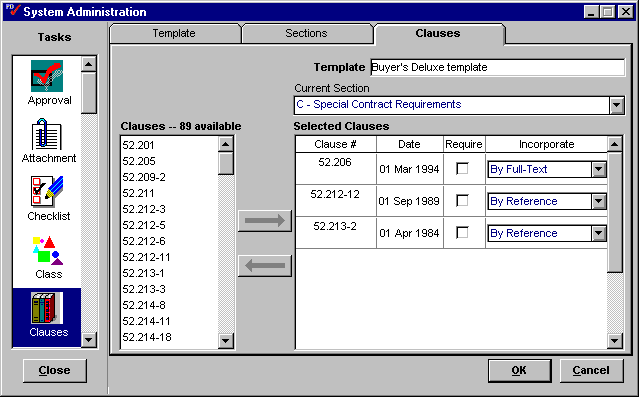 PD System Administration
Tasks
Approval
Attachment
Checklist
Class
Clauses
Close
Template Sections Clauses
Template Buyer's Deluxe template
Current Section
C - Special Contract Requirements
Clauses -- 89 available
52.201
52.205
52.209-2
52.211
52.212-3
52.212-5
52.212-6
52.212-11
52.213-1
52.213-3
52.214-8
52.214-11
52.214-18
Selected Clauses
Clause # Date Require Incorporate
52.206 01 Mar 1994 By Full-Text
52.212-12 01 Sep 1989 By Reference
52.213-2 01 Apr 1984 By Reference
OK Cancel